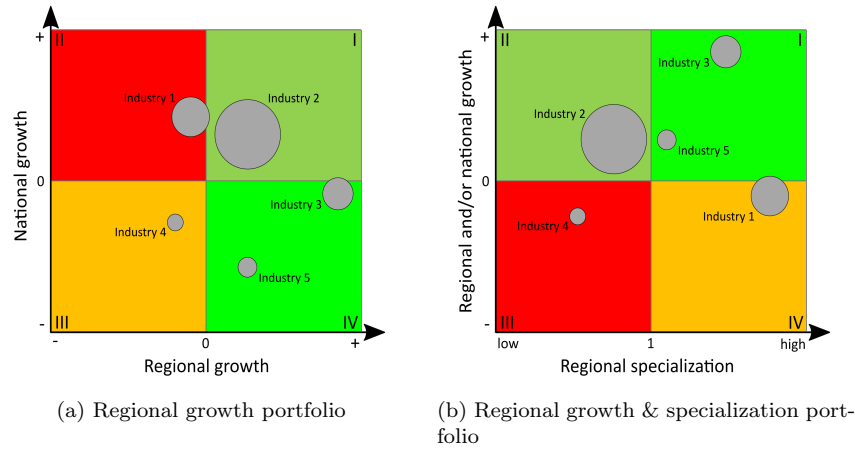 National growth
+
0
-
II
I
III
IV
Industry 1
Industry 2
Industry 3
Industry 4
Industry 5
-
0
+
Regional growth
(a) Regional growth portfolio
Regional and/or national growth
+
0
-
II
I
III
IV
Industry 3
Industry 2
Industry 5
Industry 4
Industry 1
low
1
high
Regional specialization
(b) Regional growth & specialization port-
folio